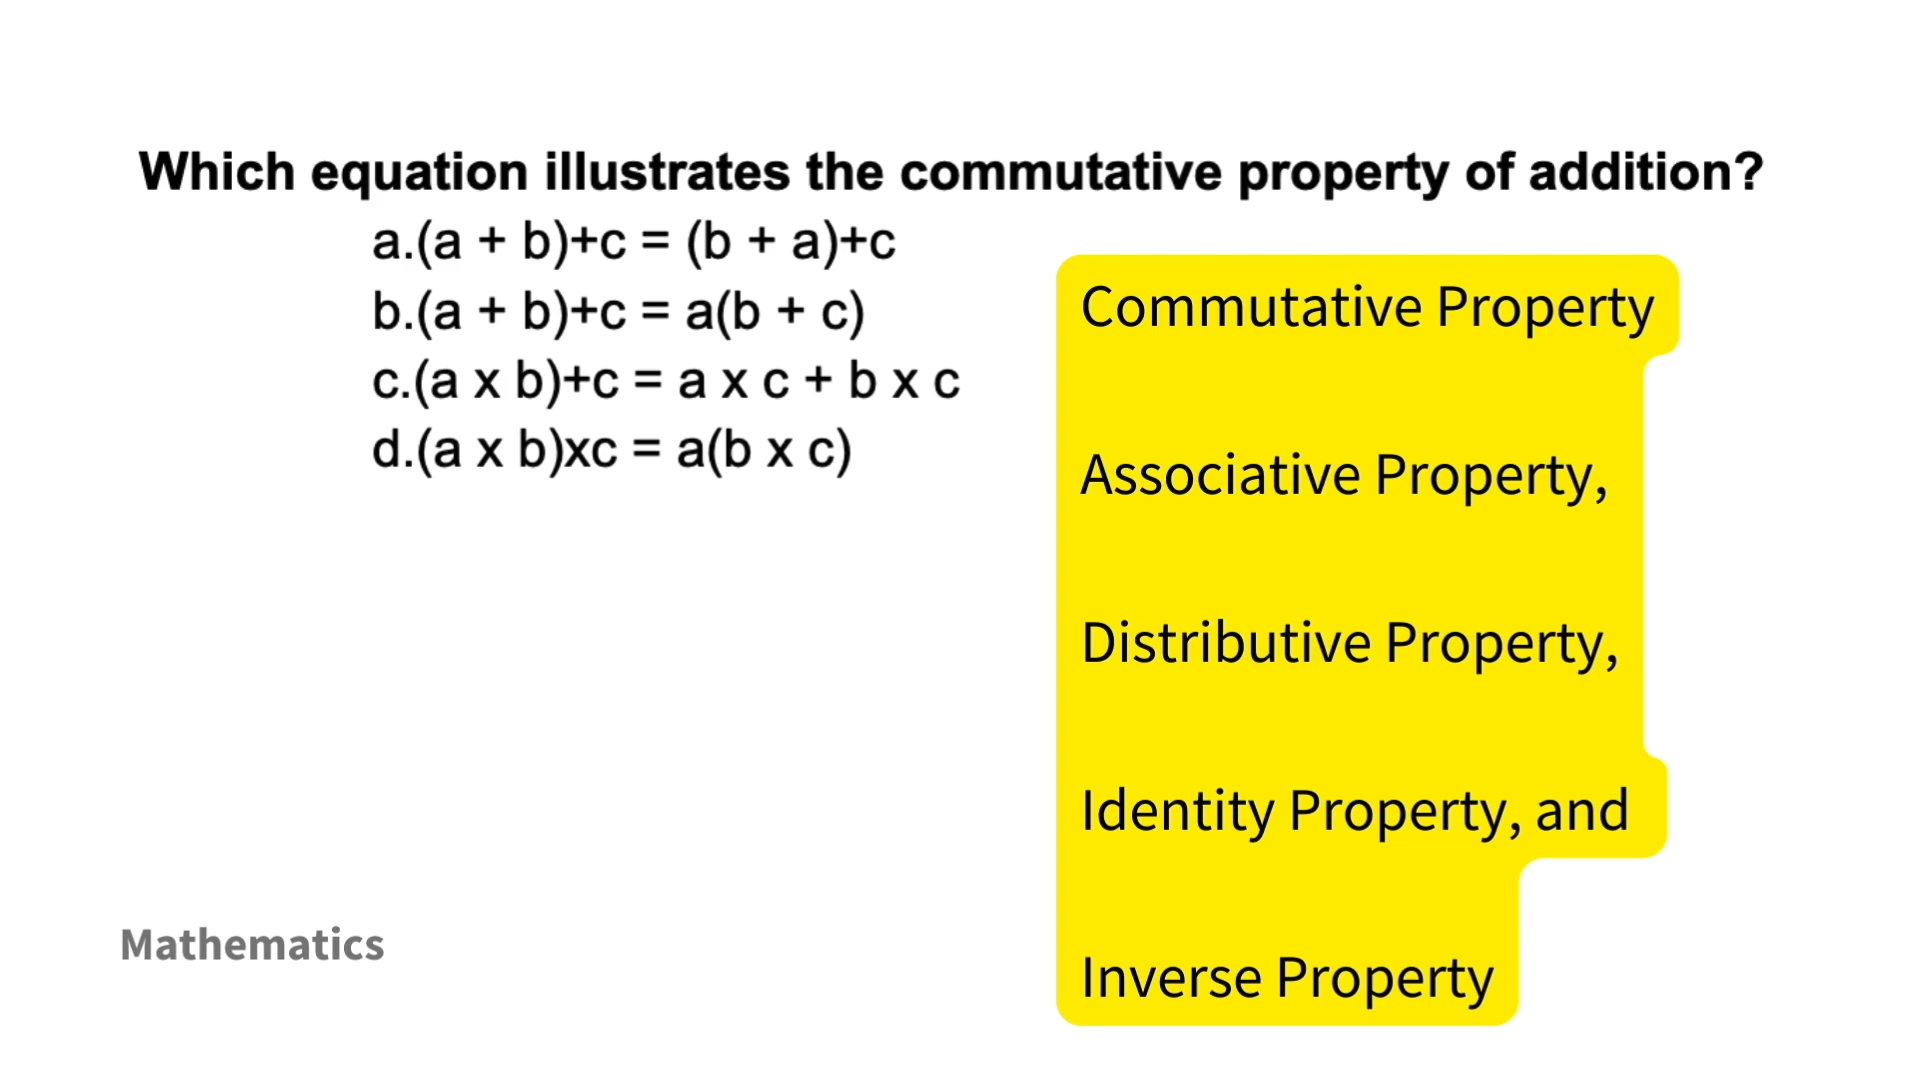 Which equation illustrates the commutative property of addition?
a.(a + b)+c = (b + a)+c
b.(a + b)+c = a(b + c)
c.(a x b)+c = a x c + b x c
d.(a x b)xc = a(b x c)
Commutative Property
Associative Property,
Distributive Property,
Identity Property, and
Inverse Property
Mathematics